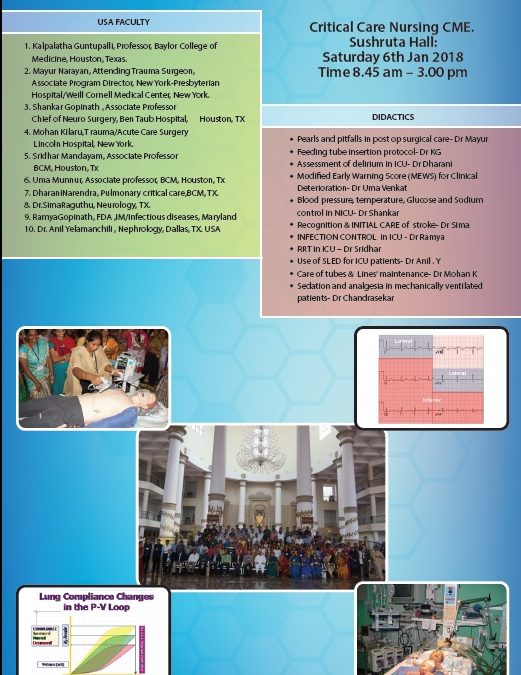 USA FACULTY
1. Kalpalatha Guntupalli, Professor, Baylor College of
Medicine, Houston, Texas.
2. Mayur Narayan, Attending Trauma Surgeon,
Associate Program Director, New York-Presbyterian
Hospital/Weill Cornell Medical Center, New York.
3. Shankar Gopinath , Associate Professor
Chief of Neuro Surgery, Ben Taub Hospital, Houston, TX
4. Mohan Kilaru,T rauma/Acute Care Surgery
Lincoln Hospital, New York.
5. Sridhar Mandayam, Associate Professor
BCM, Houston, Tx
6. Uma Munnur, Associate professor, BCM, Houston, Tx
7. DharaniNarendra, Pulmonary critical care,BCM, TX.
8. Dr.SimaRaguthu, Neurology, TX.
9. RamyaGopinath, FDA ,IM/Infectious diseases, Maryland
10. Dr. Anil Yelamanchili , Nephrology, Dallas, TX. USA
Critical Care Nursing CME.
Sushruta Hall:
Saturday 6th Jan 2018
Time 8.45 am – 3.00 pm
DIDACTICS
Pearls and pitfalls in post op surgical care- Dr Mayur
Feeding tube insertion protocol- Dr KG
Assessment of delirium in ICU- Dr Dharani
Modified Early Warning Score (MEWS) for Clinical
Deterioration- Dr Uma Venkat
Blood pressure, temperature, Glucose and Sodium
control in NICU- Dr Shankar
Recognition & INITIAL CARE of stroke- Dr Sima
INFECTION CONTROL in ICU - Dr Ramya
RRT in ICU – Dr Sridhar
Use of SLED for ICU patients- Dr Anil . Y
Care of tubes & Lines' maintenance- Dr Mohan K
Sedation and analgesia in mechanically ventilated
patients- Dr Chandrasekar
Lateral
Lateral
Inferior
Lung Compliance Changes
in the P-V Loop
COMPLIANCE
Increased
Normal
Decreased